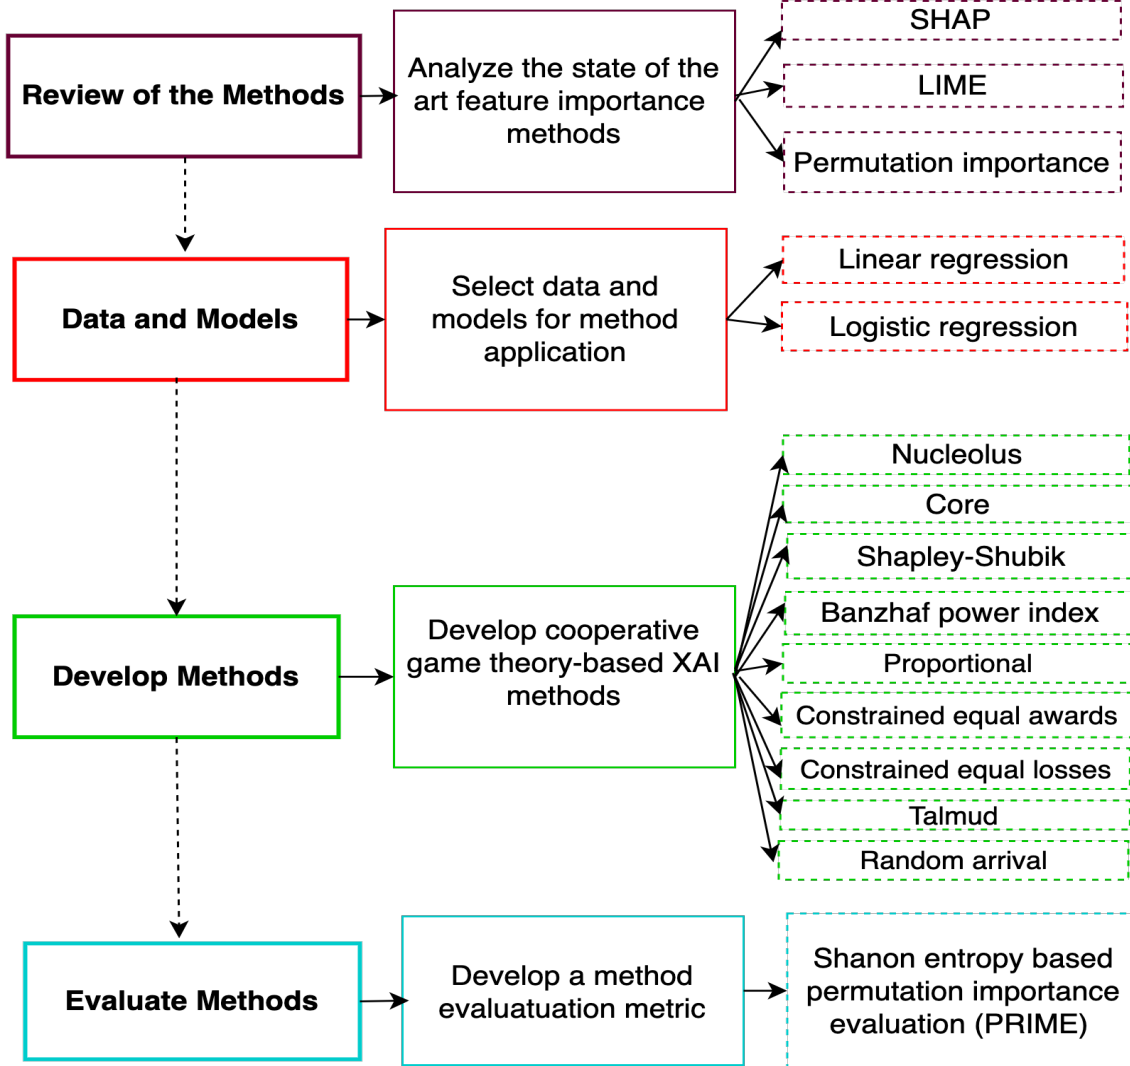 Review of the Methods
Analyze the state of the
art feature importance
methods
SHAP
LIME
Permutation importance
Data and Models
Select data and
models for method
application
Linear regression
Logistic regression
Develop Methods
Develop cooperative
game theory-based XAI
methods
Nucleolus
Core
Shapley-Shubik
Banzhaf power index
Proportional
Constrained equal awards
Constrained equal losses
Talmud
Random arrival
Evaluate Methods
Develop a method
evaluatuation metric
Shanon entropy based
permutation importance
evaluation (PRIME)